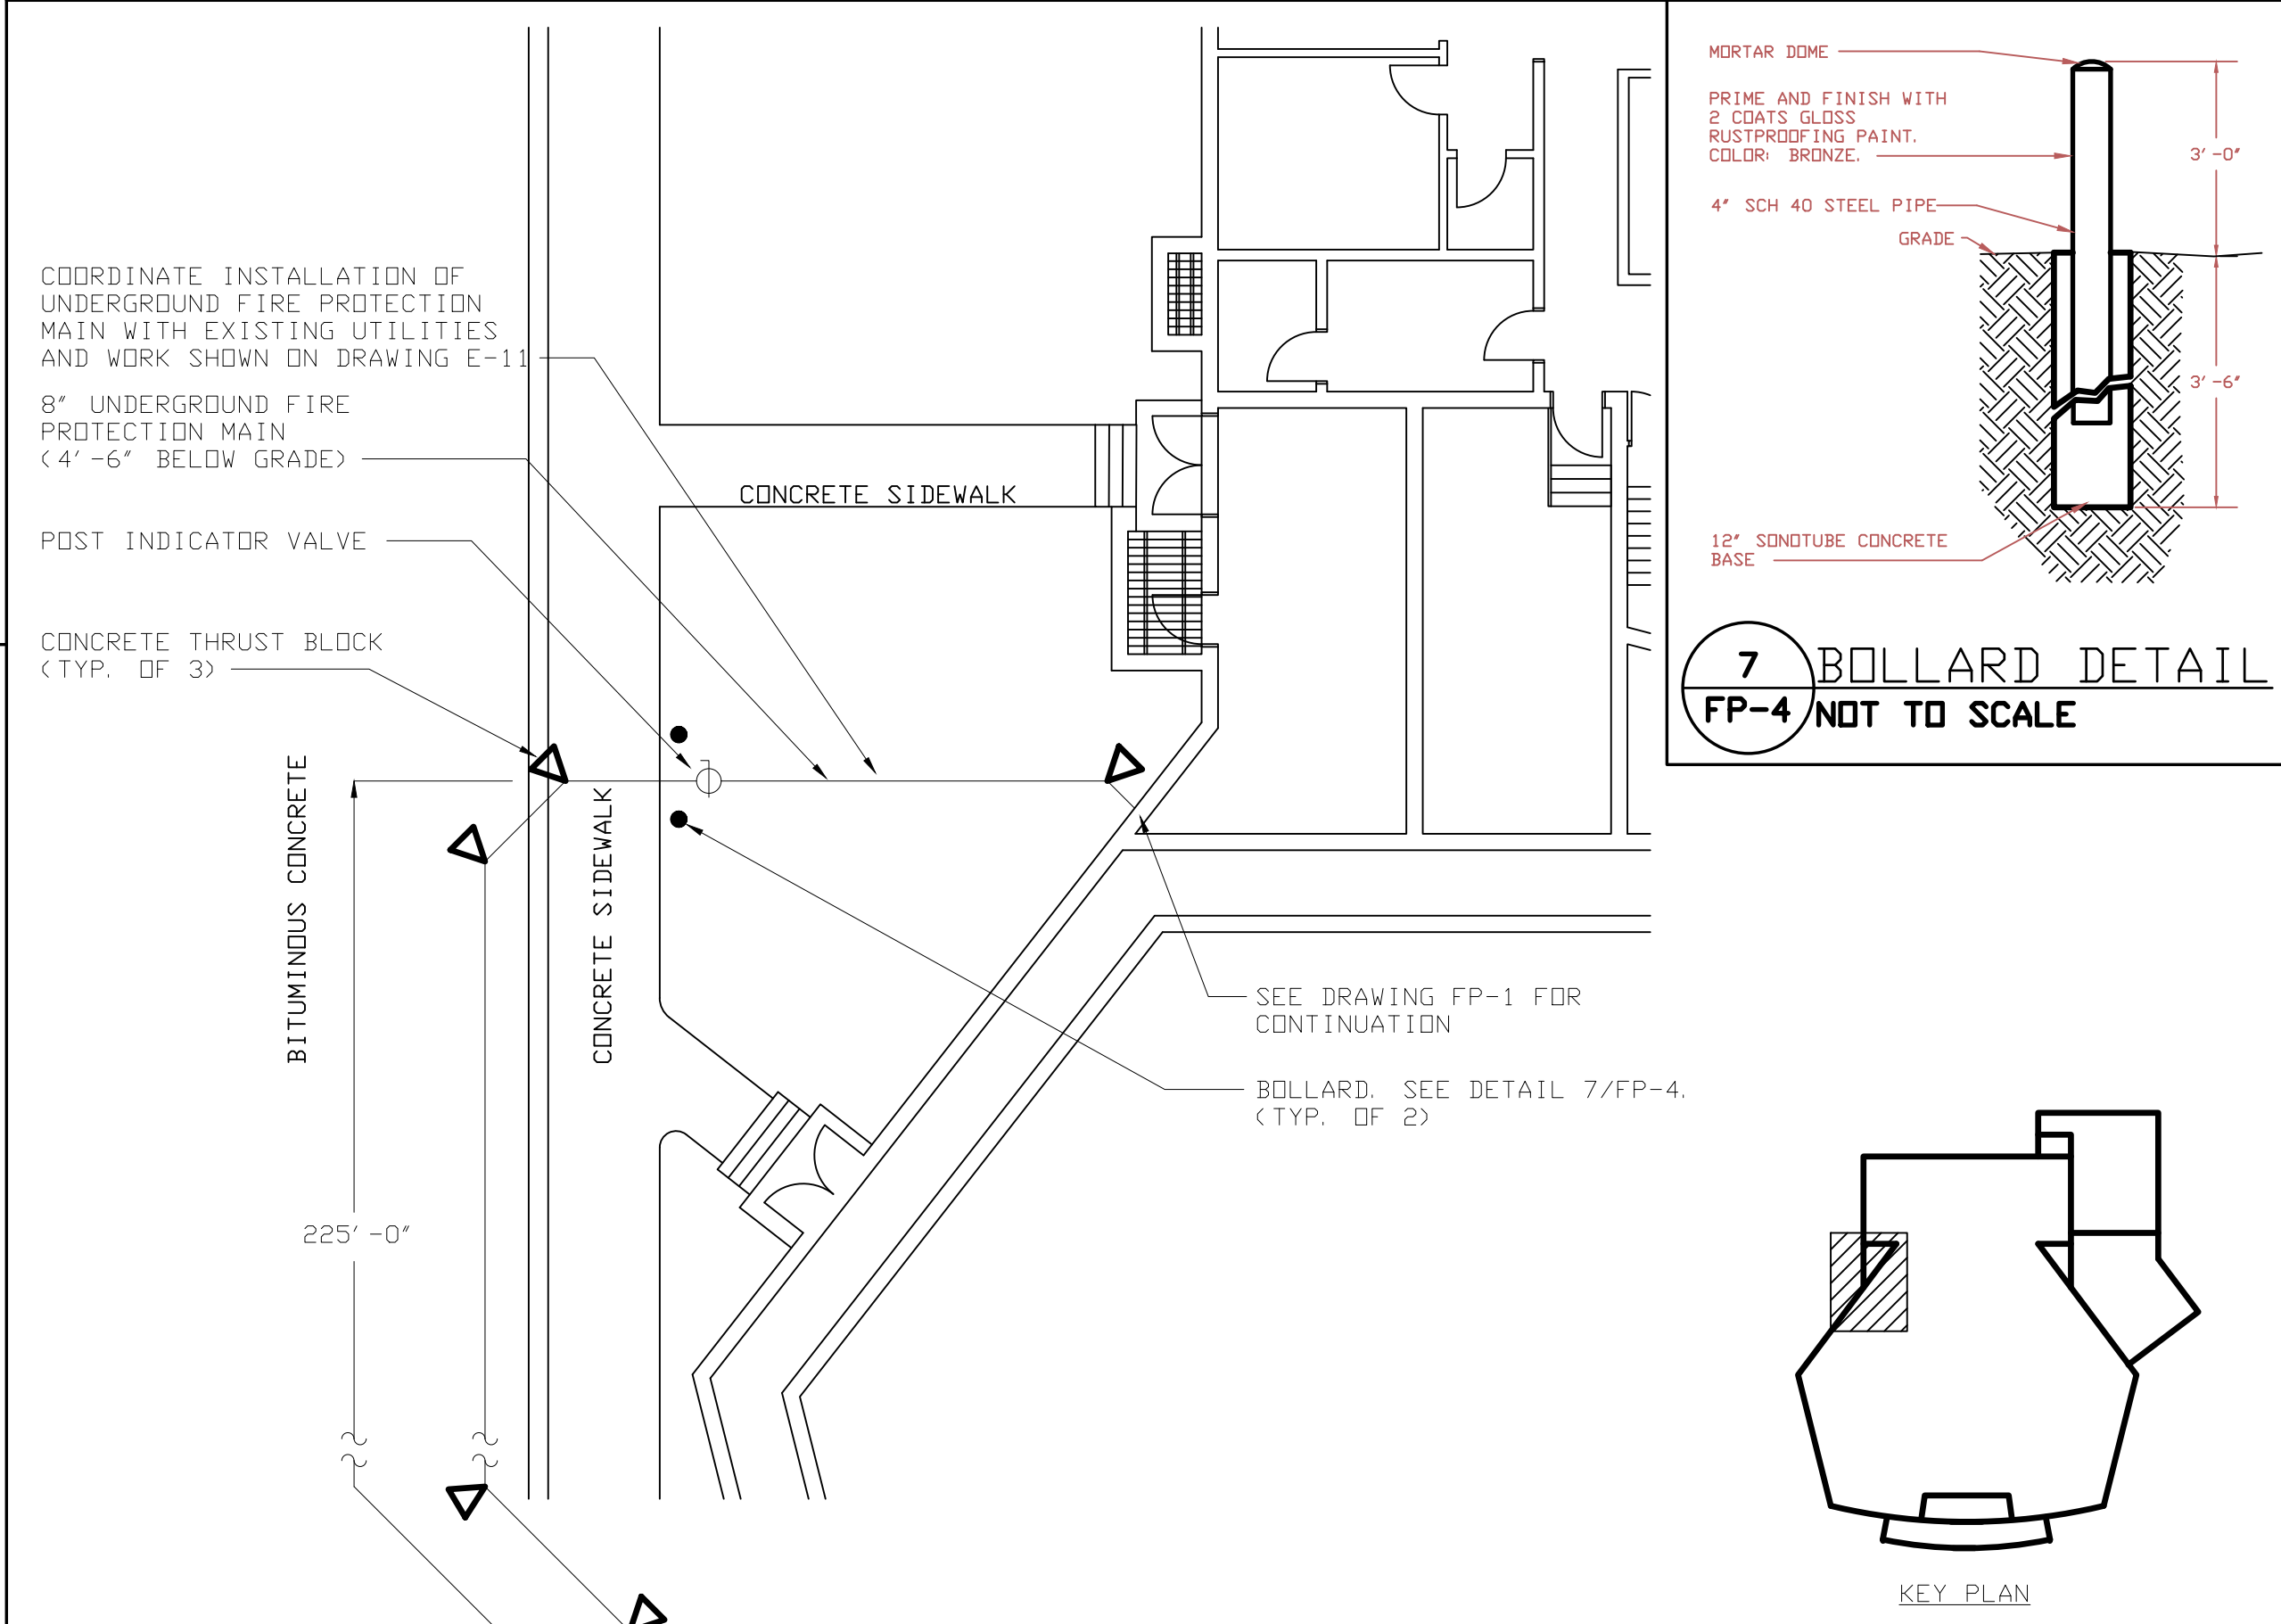 COORDINATE INSTALLATION OF
UNDERGROUND FIRE PROTECTION
MAIN WITH EXISTING UTILITIES
AND WORK SHOWN ON DRAWING E-11
8" UNDERGROUND FIRE
PROTECTION MAIN
(4'-6" BELOW GRADE)
POST INDICATOR VALVE
CONCRETE THRUST BLOCK
(TYP. OF 3)
CONCRETE SIDEWALK
BITUMINOUS CONCRETE
CONCRETE SIDEWALK
225'-0"
SEE DRAWING FP-1 FOR
CONTINUATION
BOLLARD. SEE DETAIL 7/FP-4.
(TYP. OF 2)
MORTAR DOME
PRIME AND FINISH WITH
2 COATS GLOSS
RUSTPROOFING PAINT.
COLOR: BRONZE.
3'-0"
4" SCH 40 STEEL PIPE
GRADE
3'-6"
12" SONOTUBE CONCRETE
BASE
7
FP-4
BOLLARD DETAIL
NOT TO SCALE
KEY PLAN